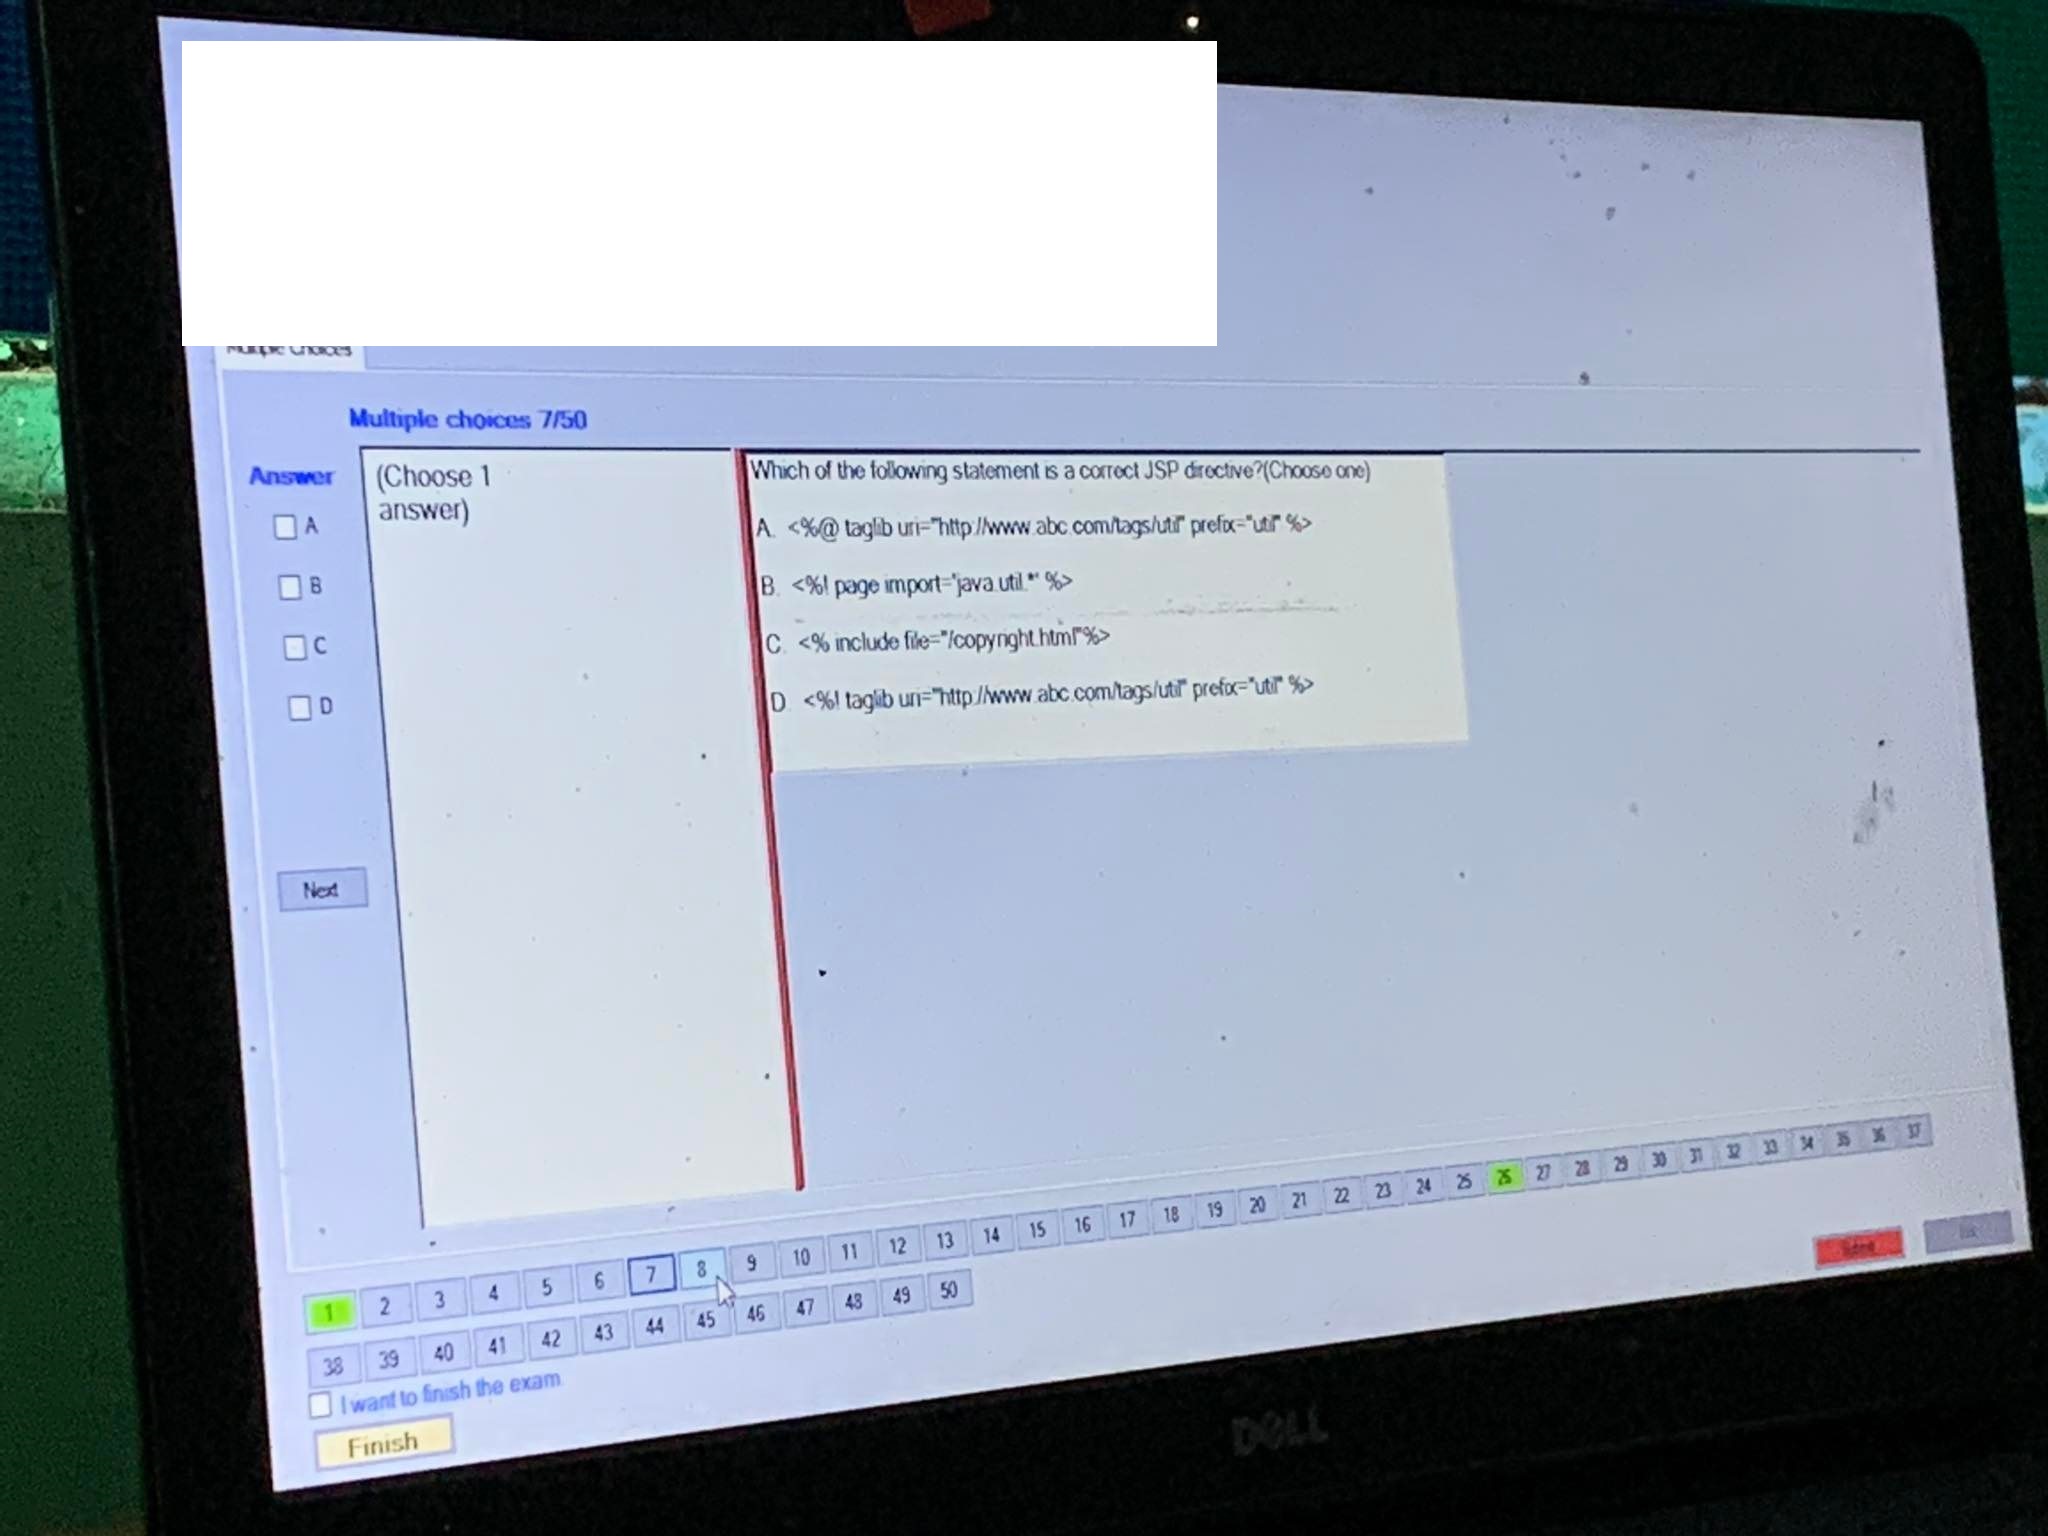 Multiple Choices
Multiple choices 7/50
Answer
(Choose 1
answer)
A
B
C
D
Next
Which of the following statement is a correct JSP directive?(Choose one)
A. <%@ taglib uri="http://www.abc.com/tags/util" prefix="util" %>
B. <%! page import='java.util.*' %>
C. <% include file="/copyright.html"%>
D. <%! taglib uri="http://www.abc.com/tags/util" prefix="util" %>
1 2 3 4 5 6 7 8 9 10 11 12 13 14 15 16 17 18 19 20 21 22 23 24 25 26 27 28 29 30 31 32 33 34 35 36 37
38 39 40 41 42 43 44 45 46 47 48 49 50
I want to finish the exam.
Finish
DELL